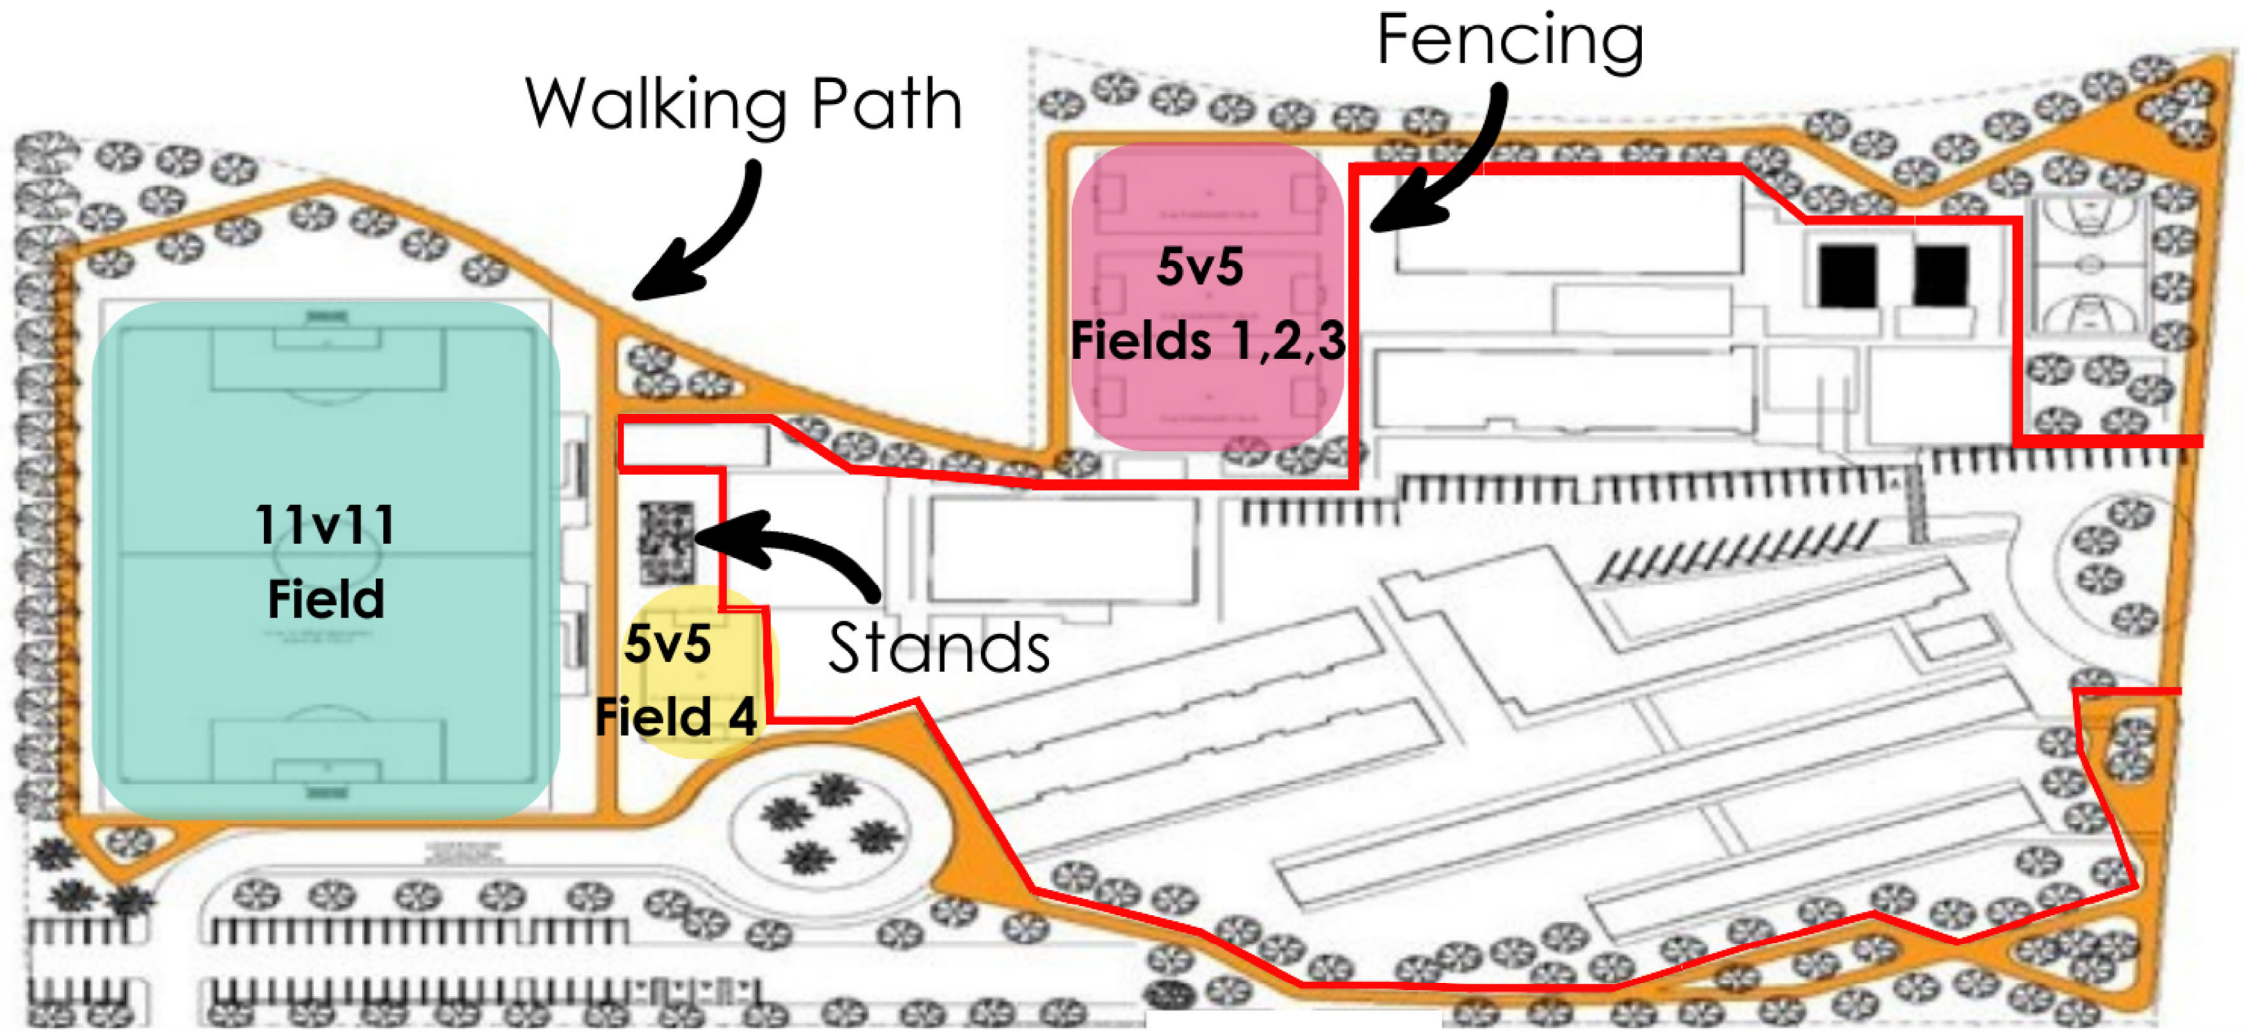 Fencing
Walking Path
5v5
Fields 1,2,3
11v11
Field
5v5
Field 4
Stands